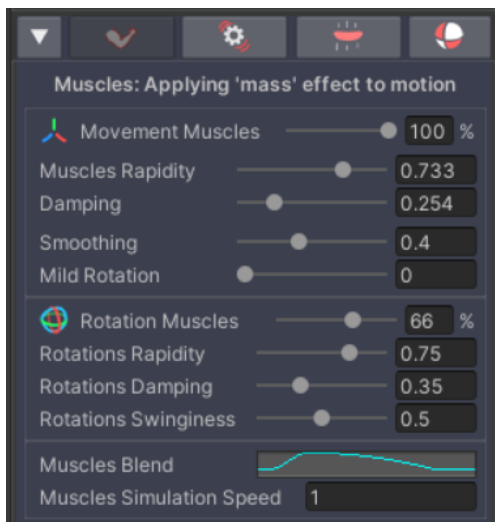 Muscles: Applying 'mass' effect to motion
Movement Muscles 100 %
Muscles Rapidity 0.733
Damping 0.254
Smoothing 0.4
Mild Rotation 0
Rotation Muscles 66 %
Rotations Rapidity 0.75
Rotations Damping 0.35
Rotations Swinginess 0.5
Muscles Blend
Muscles Simulation Speed 1